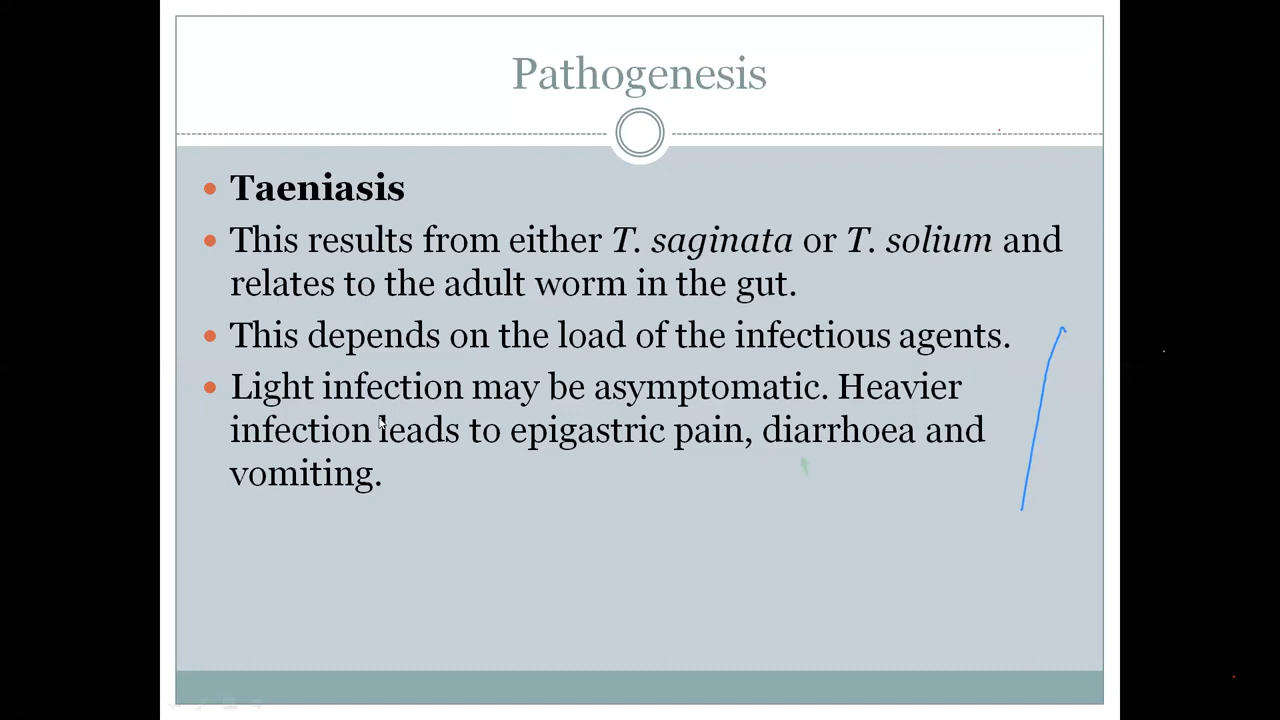 Pathogenesis
Taeniasis
This results from either T. saginata or T. solium and
relates to the adult worm in the gut.
This depends on the load of the infectious agents.
Light infection may be asymptomatic. Heavier
infection leads to epigastric pain, diarrhoea and
vomiting.